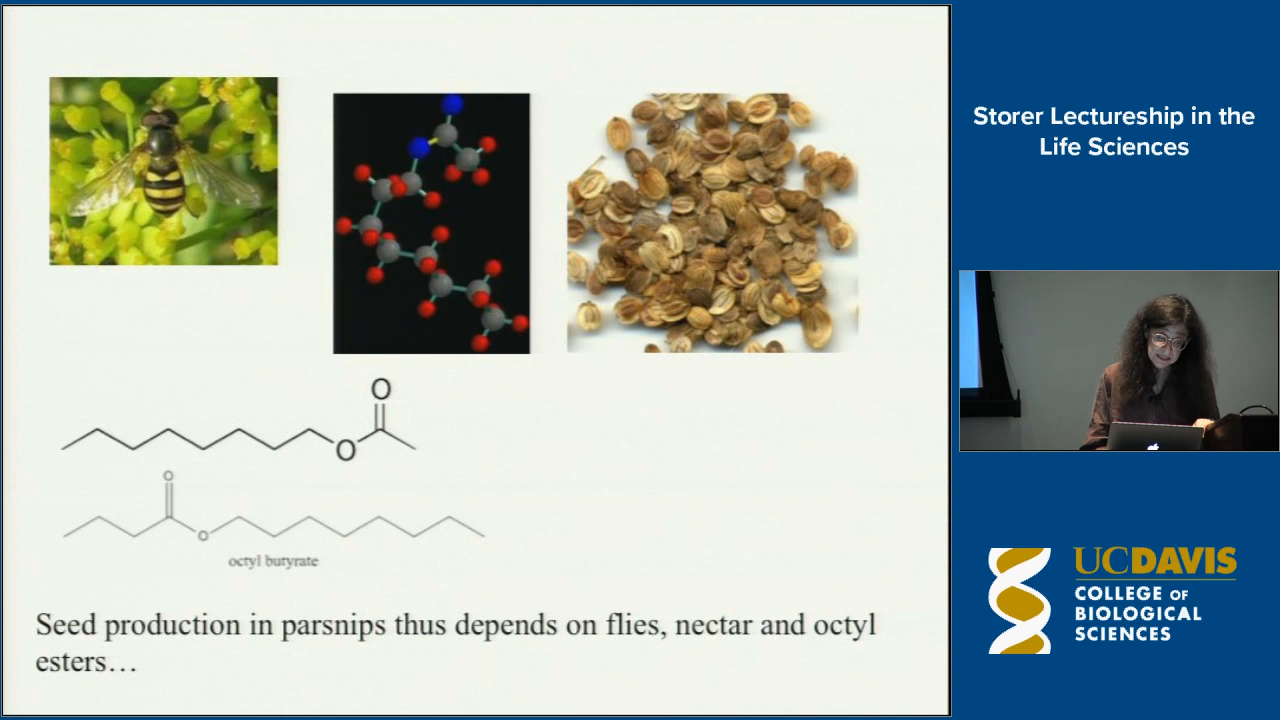 Storer Lectureship in the
Life Sciences
O
O
O
O
octyl butyrate
Seed production in parsnips thus depends on flies, nectar and octyl
esters…
UCDAVIS
COLLEGE OF
BIOLOGICAL
SCIENCES